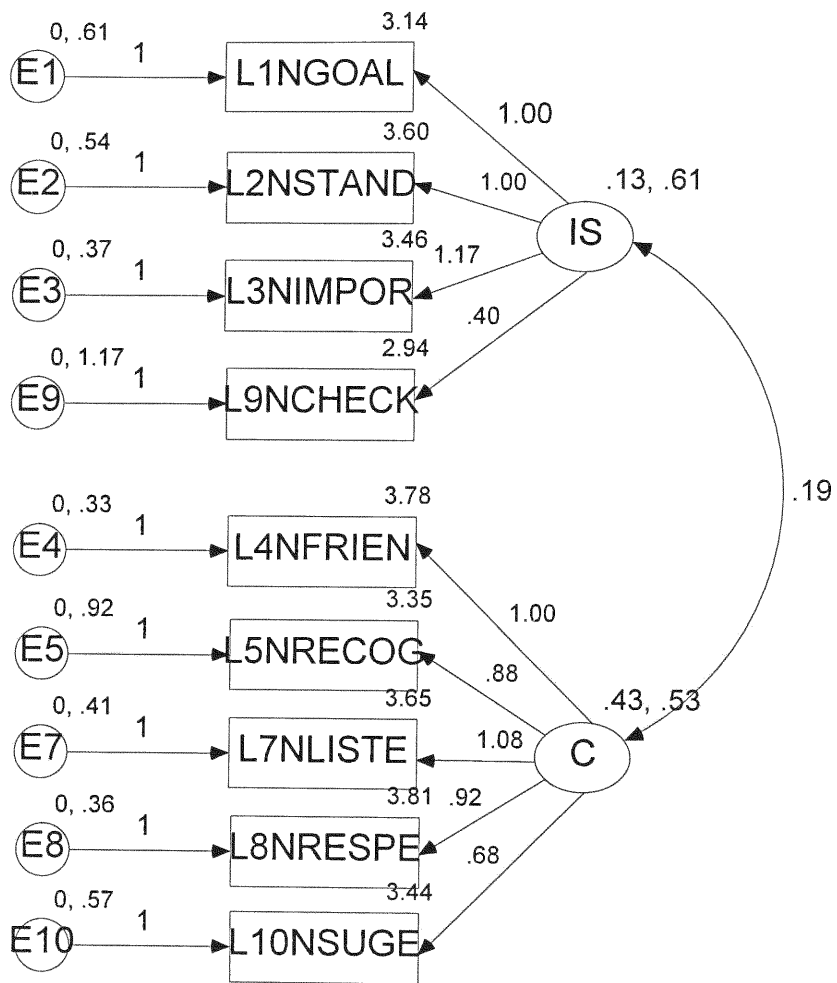 3.14
0, .61
E1
1
L1NGOAL
1.00
3.60
0, .54
E2
1
L2NSTAND
1.00
.13, .61
IS
3.46
0, .37
E3
1
L3NIMPOR
1.17
.40
2.94
0, 1.17
E9
1
L9NCHECK
.19
3.78
0, .33
E4
1
L4NFRIEN
1.00
3.35
0, .92
E5
1
L5NRECOG
.88
.43, .53
C
3.65
0, .41
E7
1
L7NLISTE
1.08
3.81
.92
0, .36
E8
1
L8NRESPE
.68
3.44
0, .57
E10
1
L10NSUGE